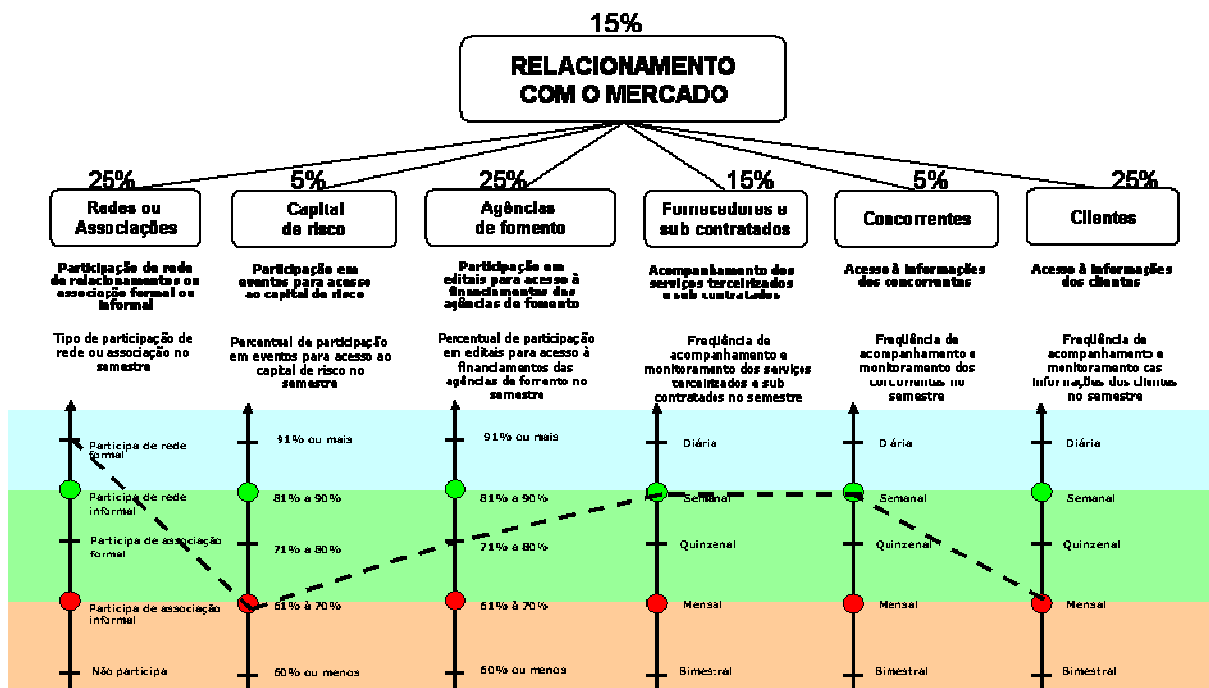 15%
RELACIONAMENTO
COM O MERCADO
25%
Redes ou
Associações
Participação de rede
de relacionamentos ou
associação formal ou
informal
Tipo de participação de
rede ou associação no
semestre
Participa de rede
formal
Participa de rede
informal
Participa de associação
formal
Participa de associação
informal
Não participa
5%
Capital
de risco
Participação em
eventos para acesso
ao capital de risco
Percentual de participação
em eventos para acesso ao
capital de risco no
semestre
91% ou mais
81% a 90%
71% a 80%
61% à 70%
60% ou menos
25%
Agências
de fomento
Participação em
editais para acesso à
financiamentos das
agências de fomento
Percentual de participação
em editais para acesso à
financiamentos das
agências de fomento no
semestre
91% ou mais
81% a 90%
71% à 80%
61% à 70%
60% ou menos
15%
Fornecedores e
sub contratados
Acompanhamento dos
serviços terceirizados
e sub contratados
Freqüência de
acompanhamento e
monitoramento dos serviços
terceirizados e sub
contratados no semestre
Diária
Semanal
Quinzenal
Mensal
Bimestral
5%
Concorrentes
Acesso à informações
dos concorrentes
Freqüência de
acompanhamento e
monitoramento dos
concorrentes no
semestre
Diária
Semanal
Quinzenal
Mensal
Bimestral
25%
Clientes
Acesso à informações
dos clientes
Freqüência de
acompanhamento e
monitoramento das
informações dos clientes
no semestre
Diária
Semanal
Quinzenal
Mensal
Bimestral